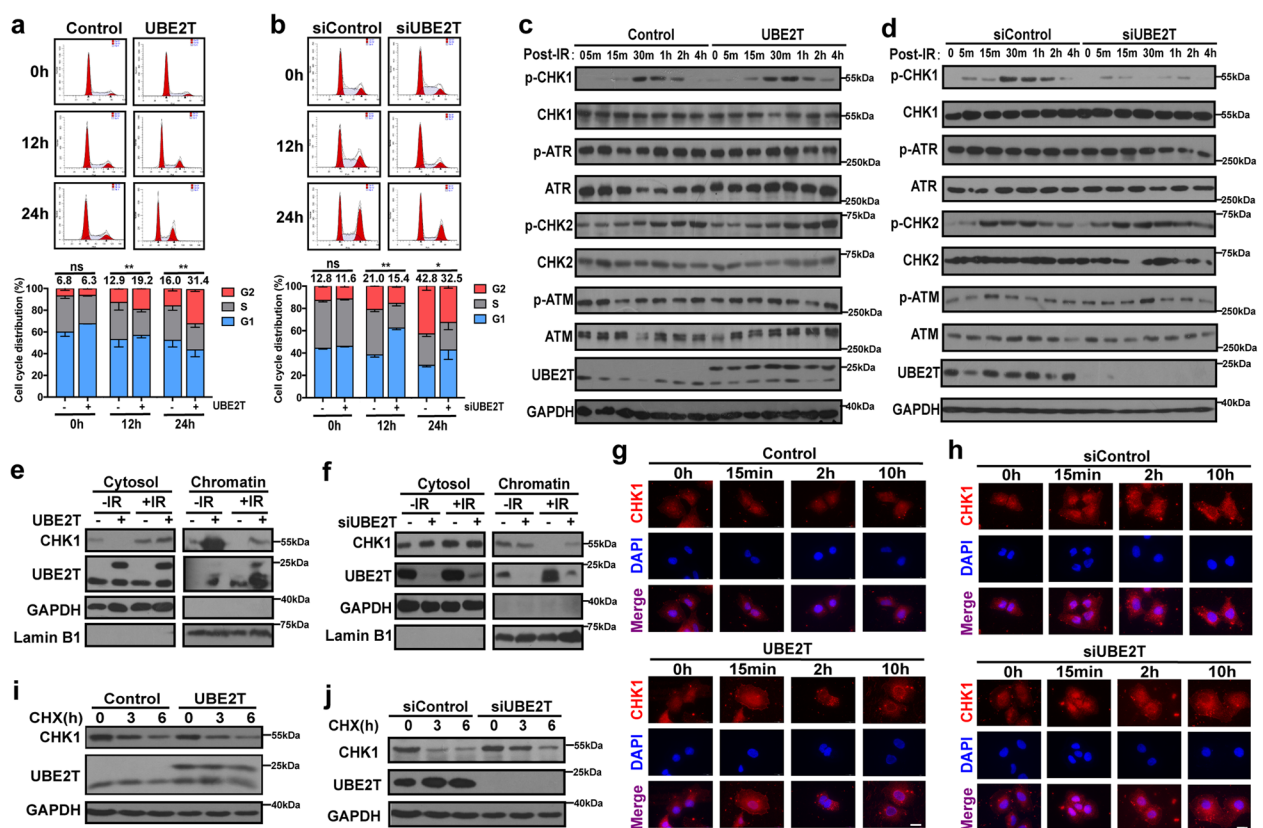 a
Control UBE2T
0h
12h
24h
ns ** **
6.8 6.3 12.9 19.2 16.0 31.4
Cell cycle distribution (%)
100
80
60
40
20
0
G2
S
G1
- + - + - + UBE2T
0h 12h 24h
b
siControl siUBE2T
0h
12h
24h
ns ** *
12.8 11.6 21.0 15.4 42.8 32.5
Cell cycle distribution (%)
100
80
60
40
20
0
G2
S
G1
- + - + - + siUBE2T
0h 12h 24h
c
Control UBE2T
Post-IR: 0 5m 15m 30m 1h 2h 4h 0 5m 15m 30m 1h 2h 4h
p-CHK1 55kDa
CHK1 55kDa
p-ATR 250kDa
ATR 250kDa
p-CHK2 75kDa
CHK2 75kDa
p-ATM 250kDa
ATM 250kDa
UBE2T 25kDa
GAPDH 40kDa
d
siControl siUBE2T
Post-IR: 0 5m 15m 30m 1h 2h 4h 0 5m 15m 30m 1h 2h 4h
p-CHK1 55kDa
CHK1 55kDa
p-ATR 250kDa
ATR 250kDa
p-CHK2 75kDa
CHK2 75kDa
p-ATM 250kDa
ATM 250kDa
UBE2T 25kDa
GAPDH 40kDa
e
Cytosol Chromatin
-IR +IR -IR +IR
UBE2T - + - + - + - +
CHK1 55kDa
UBE2T 25kDa
GAPDH 40kDa
Lamin B1 75kDa
f
Cytosol Chromatin
-IR +IR -IR +IR
siUBE2T - + - + - + - +
CHK1 55kDa
UBE2T 25kDa
GAPDH 40kDa
Lamin B1 75kDa
g
Control
0h 15min 2h 10h
CHK1
DAPI
Merge
UBE2T
0h 15min 2h 10h
CHK1
DAPI
Merge
h
siControl
0h 15min 2h 10h
CHK1
DAPI
Merge
siUBE2T
0h 15min 2h 10h
CHK1
DAPI
Merge
i
Control UBE2T
CHX(h) 0 3 6 0 3 6
CHK1 55kDa
UBE2T 25kDa
GAPDH 40kDa
j
siControl siUBE2T
CHX(h) 0 3 6 0 3 6
CHK1 55kDa
UBE2T 25kDa
GAPDH 40kDa